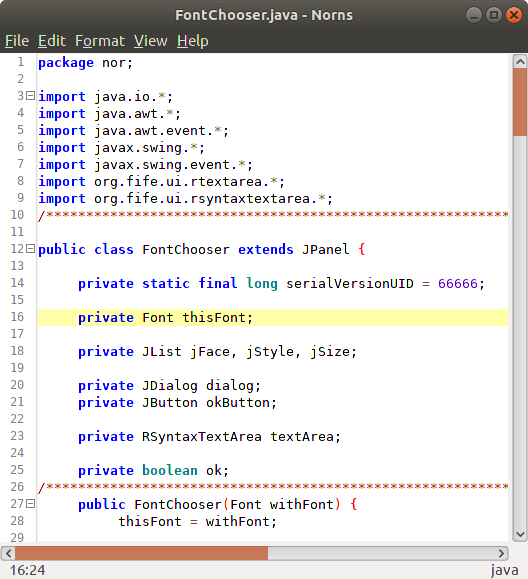 FontChooser.java - Norns
File Edit Format View Help
1 package nor;
2
3 import java.io.*;
4 import java.awt.*;
5 import java.awt.event.*;
6 import javax.swing.*;
7 import javax.swing.event.*;
8 import org.fife.ui.rtextarea.*;
9 import org.fife.ui.rsyntaxtextarea.*;
10 /**********************************************************
11
12 public class FontChooser extends JPanel {
13
14 private static final long serialVersionUID = 66666;
15
16 private Font thisFont;
17
18 private JList jFace, jStyle, jSize;
19
20 private JDialog dialog;
21 private JButton okButton;
22
23 private RSyntaxTextArea textArea;
24
25 private boolean ok;
26 /**********************************************************
27 public FontChooser(Font withFont) {
28 thisFont = withFont;
29
16:24 java